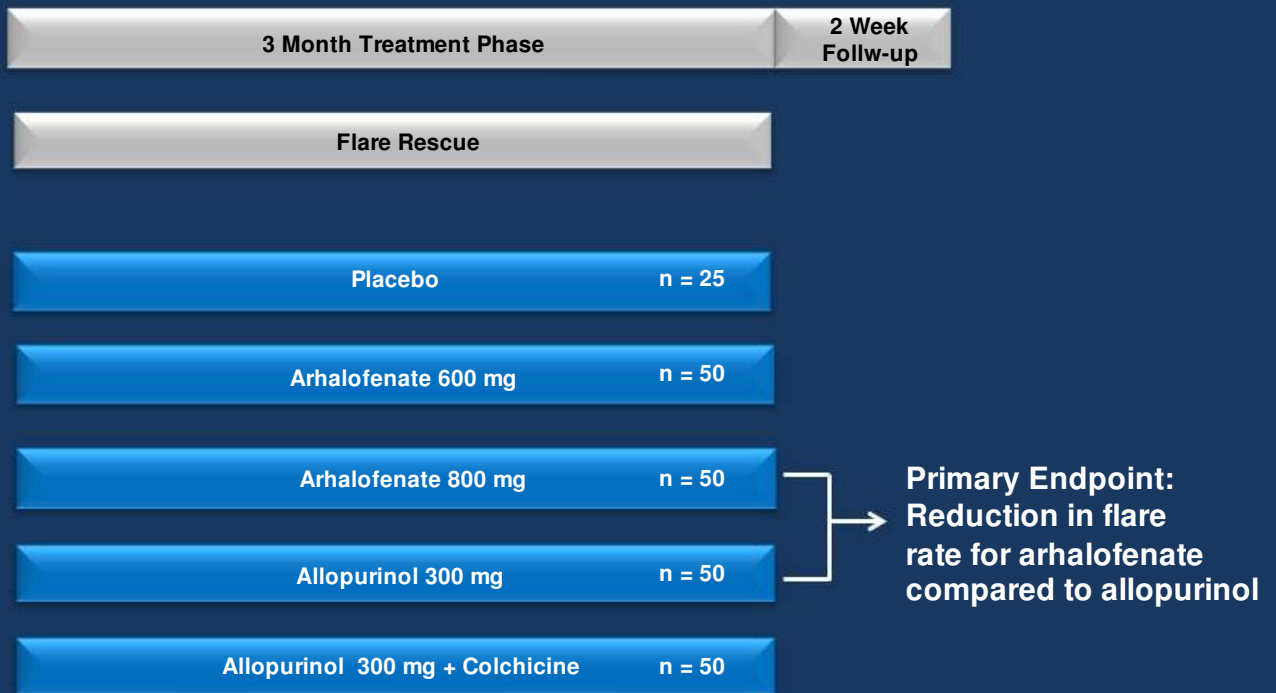 3 Month Treatment Phase
2 Week
Follw-up
Flare Rescue
Placebo n = 25
Arhalofenate 600 mg n = 50
Arhalofenate 800 mg n = 50
Allopurinol 300 mg n = 50
Primary Endpoint:
Reduction in flare
rate for arhalofenate
compared to allopurinol
Allopurinol 300 mg + Colchicine n = 50